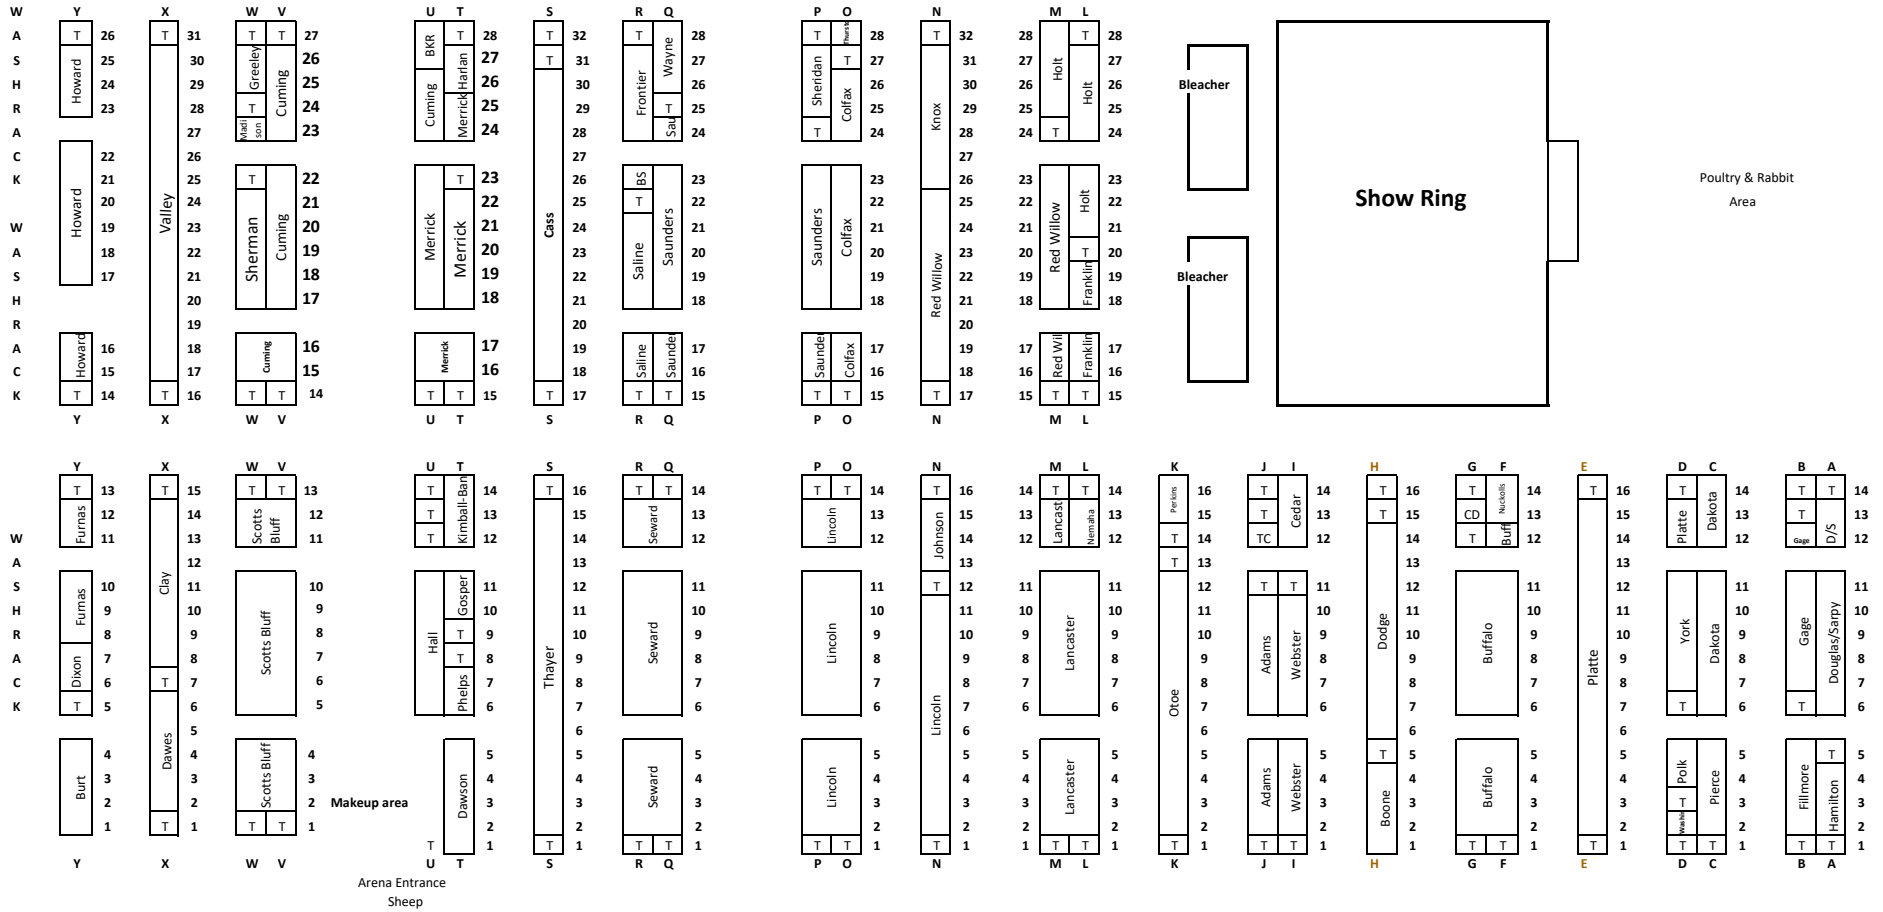 W Y X W V U T S R Q P O N M L
A T 26 T 31 T T 27 BKR T 28 T 32 T Wayne 28 T Thurst 28 T 32 28 Holt T 28
S Howard 25 30 Greeley Cuming 26 27 T 31 Frontier 27 Sheridan T 27 31 27 Holt 27
H 24 29 25 Cuming Harlan 26 30 26 Colfax 26 Knox 30 26 26 Bleacher
R 23 28 T 24 Merrick 25 29 T 25 25 29 25 25
A Valley 27 Madi son 23 24 Cass 28 Sau 24 T 24 28 T 24 24
C Howard 22 26 27 27
K 21 25 T Cuming 22 Merrick T 23 26 BS Saunders 23 Saunders Colfax 23 26 23 Red Willow Holt 23 Show Ring Poultry & Rabbit
20 24 Sherman 21 Merrick 22 25 T 22 22 Red Willow 25 22 22 Area
W 19 23 20 21 24 Saline 21 21 24 21 21
A 18 22 19 20 23 20 20 23 20 T 20
S 17 21 18 19 22 19 19 22 19 Franklin 19 Bleacher
H 20 17 18 21 18 18 21 18 18
R 19 20 20
A Howard 16 18 Cuming 16 Merrick 17 19 Saline Saunder 17 Saunder Colfax 17 19 17 Red Wil Franklin 17
C 15 17 15 16 18 16 16 18 16 16
K T 14 T 16 T T 14 T T 15 T 17 T T 15 T T 15 T 17 15 T T 15
Y X W V U T S R Q P O N M L
Y X W V U T S R Q P O N M L K J I H G F E D C B A
T 13 T 15 T T 13 T Kimball-Ban 14 T 16 T T 14 T T 14 T 16 14 T T 14 Perkins 16 T Cedar 14 T 16 T Nuckolls 14 T 16 T Dakota 14 T T 14
Furnas 12 Clay 14 Scotts Bluff 12 T 13 Thayer 15 Seward 13 Lincoln 13 Johnson 15 13 Lancast Nemaha 13 15 T 13 T 15 CD 13 Platte 15 Platte 13 T D/S 13
W 11 13 11 T 12 14 12 12 14 12 12 T 14 TC 12 Dodge 14 T Buff 12 14 12 Gage 12
A 12 13 13 T 13 13 13
S Furnas 10 11 Scotts Bluff 10 Hall Gosper 11 12 Seward 11 Lincoln 11 T 12 11 Lancaster 11 Otoe 12 T T 11 12 Buffalo 11 12 York Dakota 11 Gage Douglas/Sarpy 11
H 9 10 9 10 11 10 10 Lincoln 11 10 10 11 Adams Webster 10 11 10 11 10 10
R 8 9 8 T 9 10 9 9 10 9 9 10 9 10 9 10 9 9
A Dixon 7 8 7 T 8 9 8 8 9 8 8 9 8 9 8 9 8 8
C 6 T 7 6 Phelps 7 8 7 7 8 7 7 8 7 8 7 8 7 7
K T 5 Dawes 6 5 6 7 6 6 7 6 6 7 6 7 6 7 T 6 T 6
5 6 6 6 6 6
Burt 4 4 Scotts Bluff 4 Dawson 5 5 Seward 5 Lincoln 5 5 5 Lancaster 5 5 Adams Webster 5 T 5 Buffalo 5 5 Polk Pierce 5 Fillmore T 5
3 3 3 4 4 4 4 4 4 4 4 4 Boone 4 4 4 4 Hamilton 4
2 2 2 Makeup area 3 3 3 3 3 3 3 3 3 3 3 3 T 3 3
1 T 1 T T 1 2 2 2 2 2 2 2 2 2 2 2 2 Washin 2 2
T 1 T 1 T T 1 T T 1 T 1 1 T T 1 T 1 T T 1 1 T T 1 T 1 T T 1 T T 1
Y X W V U T S R Q P O N M L K J I H G F E D C B A
Arena Entrance
Sheep